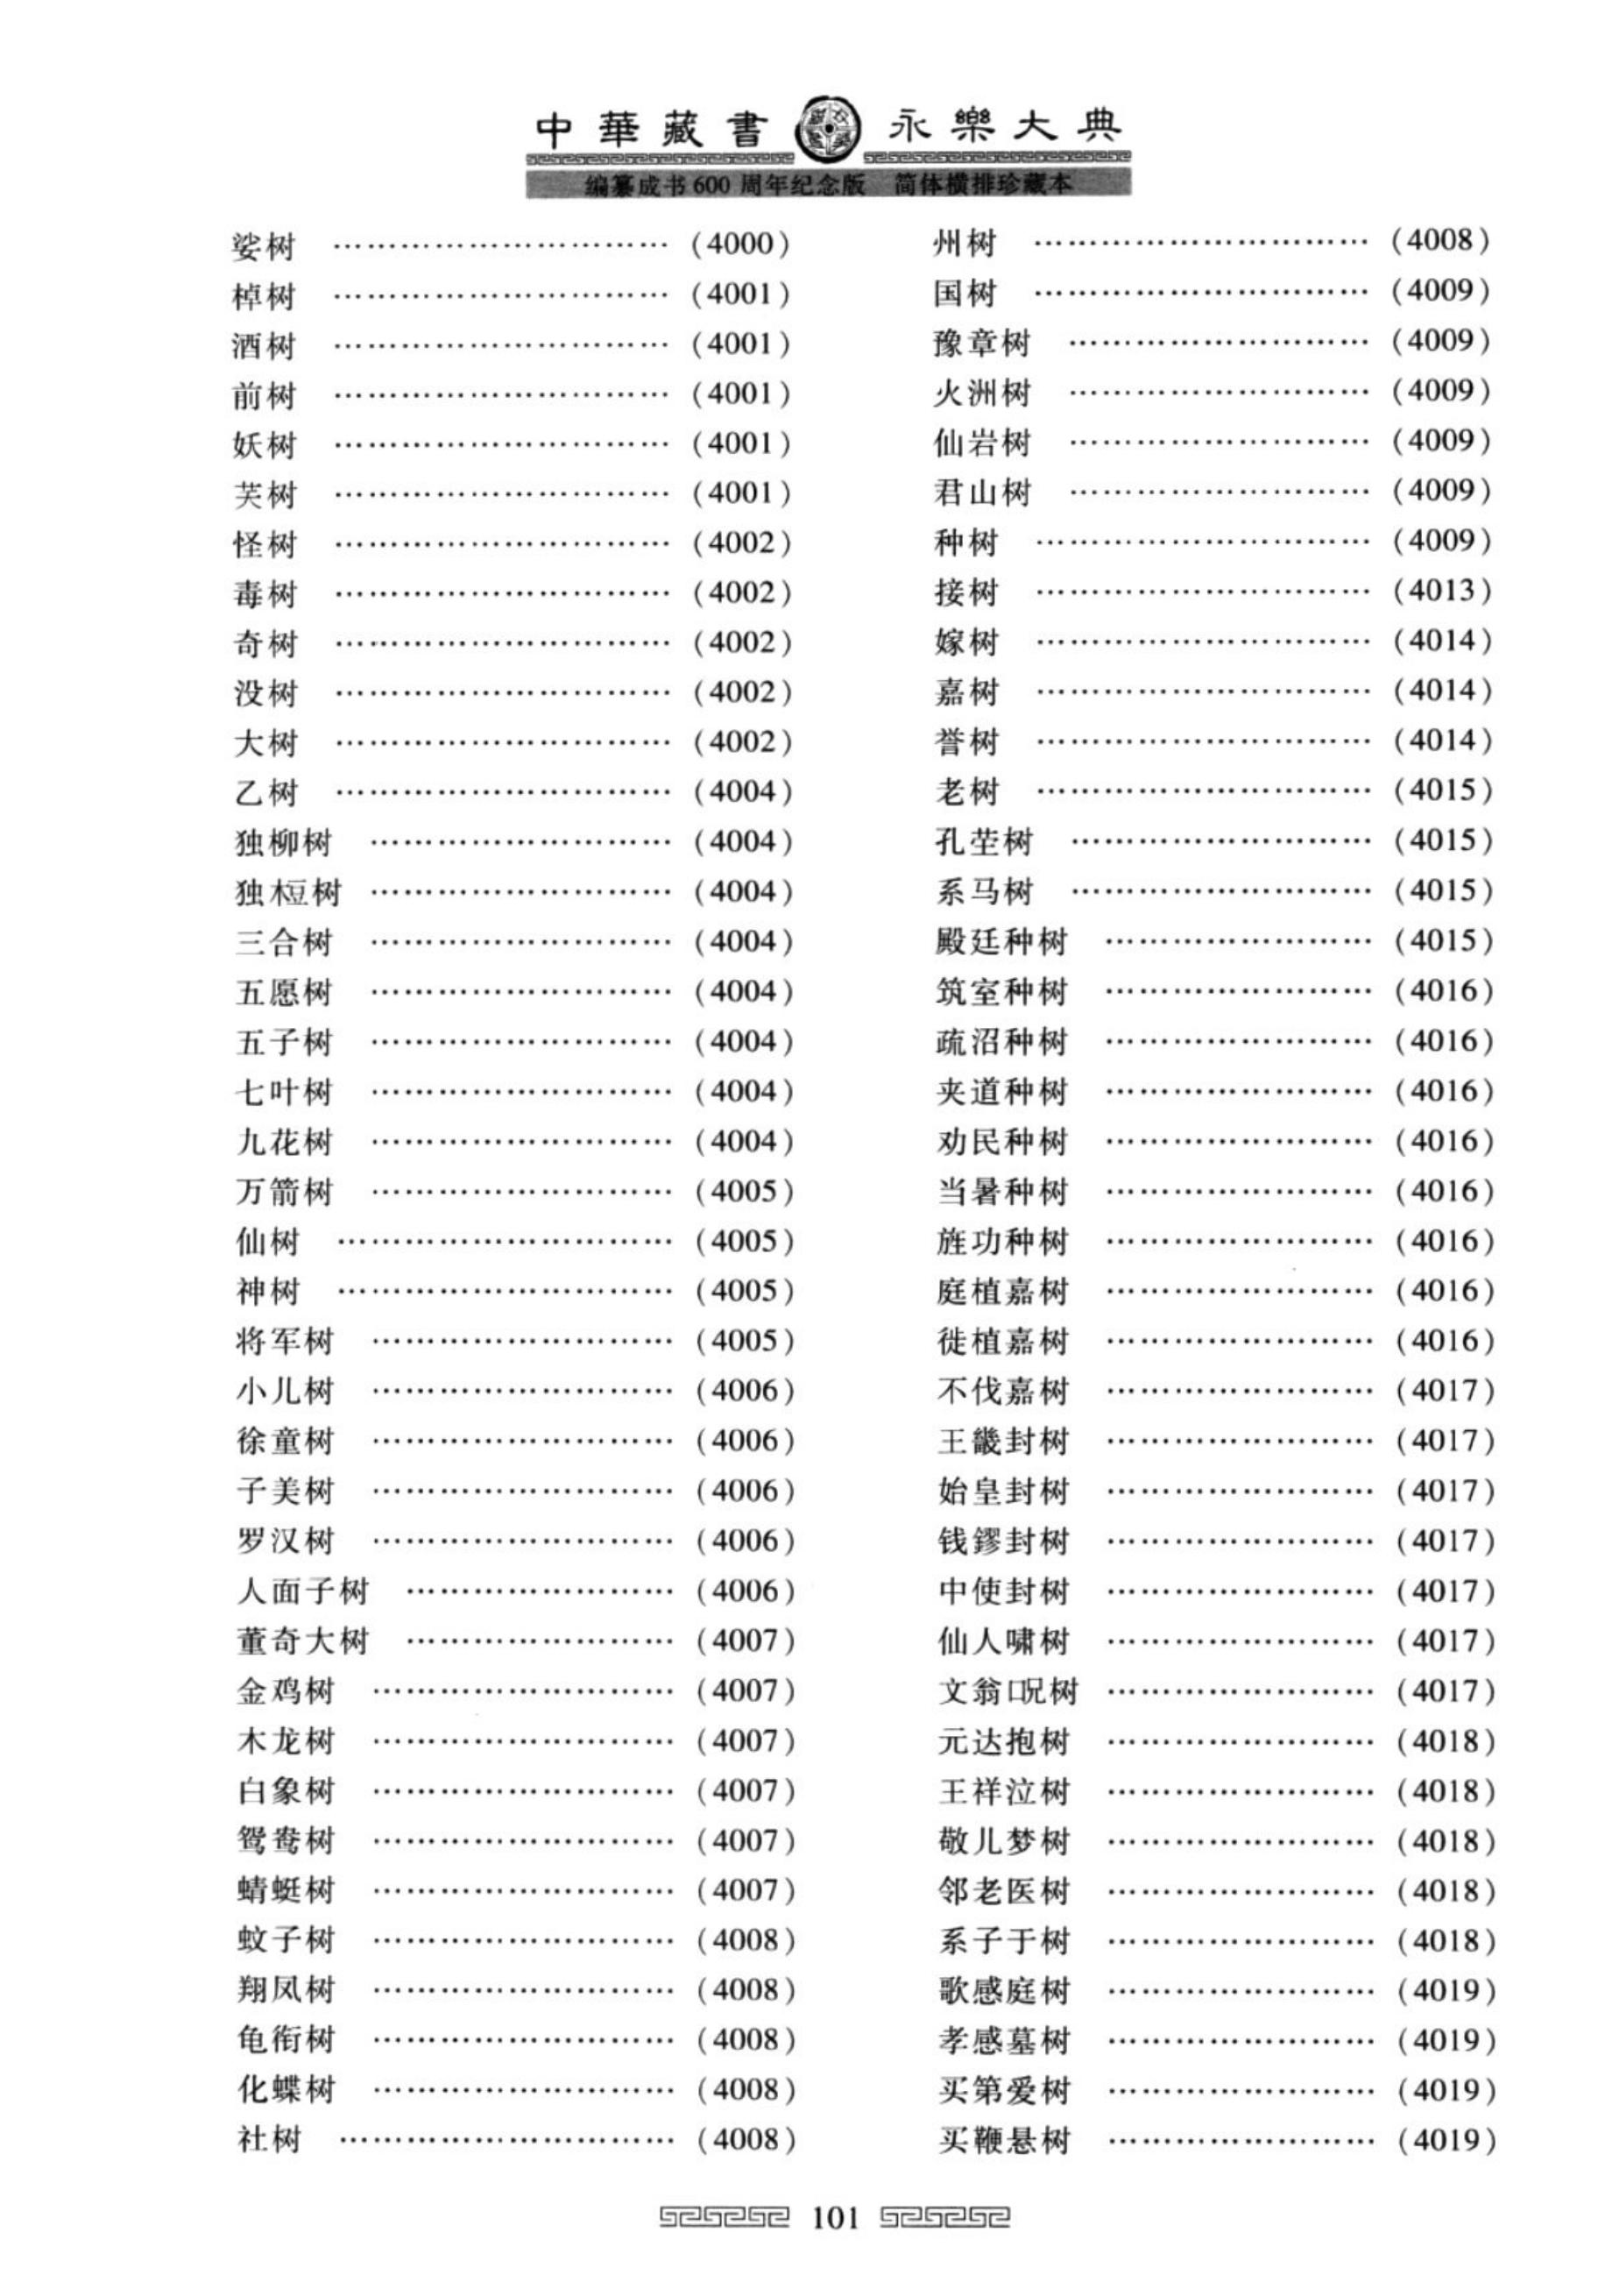 中華藏書 永樂大典
编纂成书600周年纪念版 简体横排珍藏本
娑树 …………………………… (4000)
棹树 …………………………… (4001)
酒树 …………………………… (4001)
前树 …………………………… (4001)
妖树 …………………………… (4001)
芙树 …………………………… (4001)
怪树 …………………………… (4002)
毒树 …………………………… (4002)
奇树 …………………………… (4002)
没树 …………………………… (4002)
大树 …………………………… (4002)
乙树 …………………………… (4004)
独柳树 ………………………… (4004)
独木豆树 ………………………… (4004)
三合树 ………………………… (4004)
五愿树 ………………………… (4004)
五子树 ………………………… (4004)
七叶树 ………………………… (4004)
九花树 ………………………… (4004)
万箭树 ………………………… (4005)
仙树 …………………………… (4005)
神树 …………………………… (4005)
将军树 ………………………… (4005)
小儿树 ………………………… (4006)
徐童树 ………………………… (4006)
子美树 ………………………… (4006)
罗汉树 ………………………… (4006)
人面子树 ……………………… (4006)
董奇大树 ……………………… (4007)
金鸡树 ………………………… (4007)
木龙树 ………………………… (4007)
白象树 ………………………… (4007)
鸳鸯树 ………………………… (4007)
蜻蜓树 ………………………… (4007)
蚊子树 ………………………… (4008)
翔凤树 ………………………… (4008)
龟衔树 ………………………… (4008)
化蝶树 ………………………… (4008)
社树 …………………………… (4008)
州树 …………………………… (4008)
国树 …………………………… (4009)
豫章树 ………………………… (4009)
火洲树 ………………………… (4009)
仙岩树 ………………………… (4009)
君山树 ………………………… (4009)
种树 …………………………… (4009)
接树 …………………………… (4013)
嫁树 …………………………… (4014)
嘉树 …………………………… (4014)
誉树 …………………………… (4014)
老树 …………………………… (4015)
孔茔树 ………………………… (4015)
系马树 ………………………… (4015)
殿廷种树 ……………………… (4015)
筑室种树 ……………………… (4016)
疏沼种树 ……………………… (4016)
夹道种树 ……………………… (4016)
劝民种树 ……………………… (4016)
当暑种树 ……………………… (4016)
旌功种树 ……………………… (4016)
庭植嘉树 ……………………… (4016)
徙植嘉树 ……………………… (4016)
不伐嘉树 ……………………… (4017)
王畿封树 ……………………… (4017)
始皇封树 ……………………… (4017)
钱鏐封树 ……………………… (4017)
中使封树 ……………………… (4017)
仙人啸树 ……………………… (4017)
文翁口祝树 ……………………… (4017)
元达抱树 ……………………… (4018)
王祥泣树 ……………………… (4018)
敬儿梦树 ……………………… (4018)
邻老医树 ……………………… (4018)
系子于树 ……………………… (4018)
歌感庭树 ……………………… (4019)
孝感墓树 ……………………… (4019)
买第爱树 ……………………… (4019)
买鞭悬树 ……………………… (4019)
101